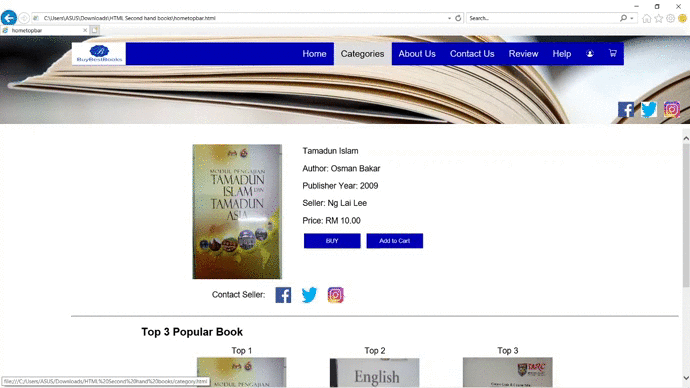 C:\Users\ASUS\Downloads\HTML Second hand books\hometopbar.html
Search...
hometopbar
B
BuyBestBooks
Home
Categories
About Us
Contact Us
Review
Help
Tamadun Islam
Author: Osman Bakar
Publisher Year: 2009
Seller: Ng Lai Lee
Price: RM 10.00
BUY
Add to Cart
MODUL PENGAJIAN
TAMADUN
ISLAM DAN
TAMADUN
ASIA
Contact Seller:
Top 3 Popular Book
Top 1
Top 2
Top 3
English
file:///C:/Users/ASUS/Downloads/HTML%20Second%20hand%20books/category.html